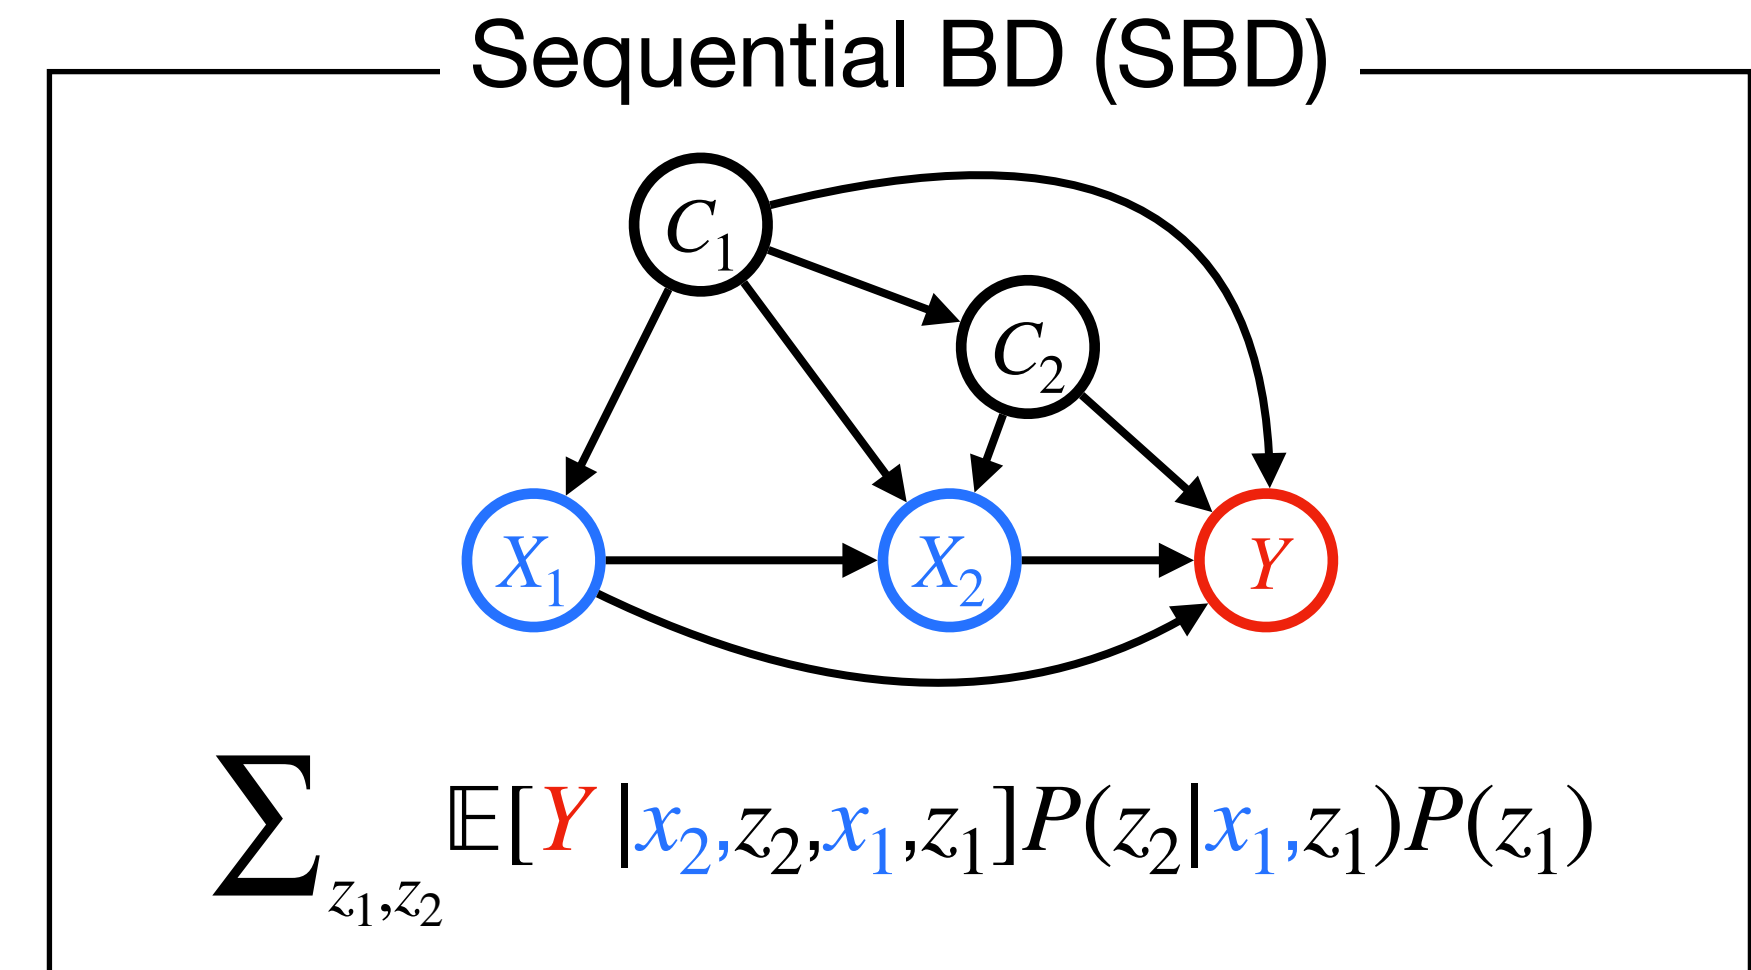 Sequential BD (SBD)
C₁
C₂
X₁ X₂ Y
∑_{z₁,z₂} 𝔼[Y|x₂,z₂,x₁,z₁]P(z₂|x₁,z₁)P(z₁)